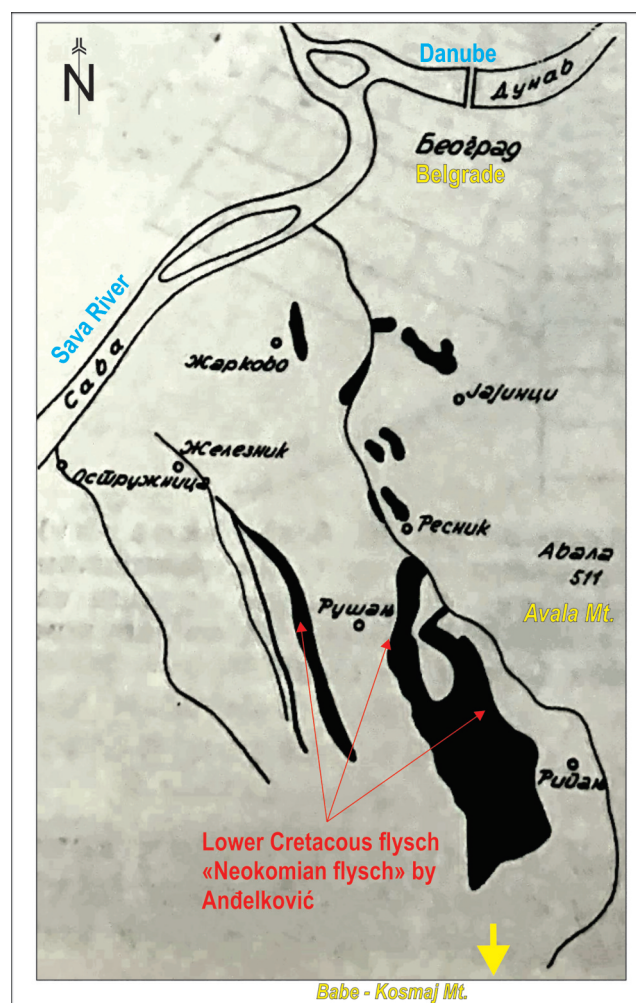 N
Danube
Дунав
Београд
Belgrade
Sava River
Сава
Жарково
Јајинци
Железник
Остружница
Ресник
Авала
511
Рушањ
Avala Mt.
Рипањ
Lower Cretacous flysch
«Neokomian flysch» by
Anđelković
Babe - Kosmaj Mt.